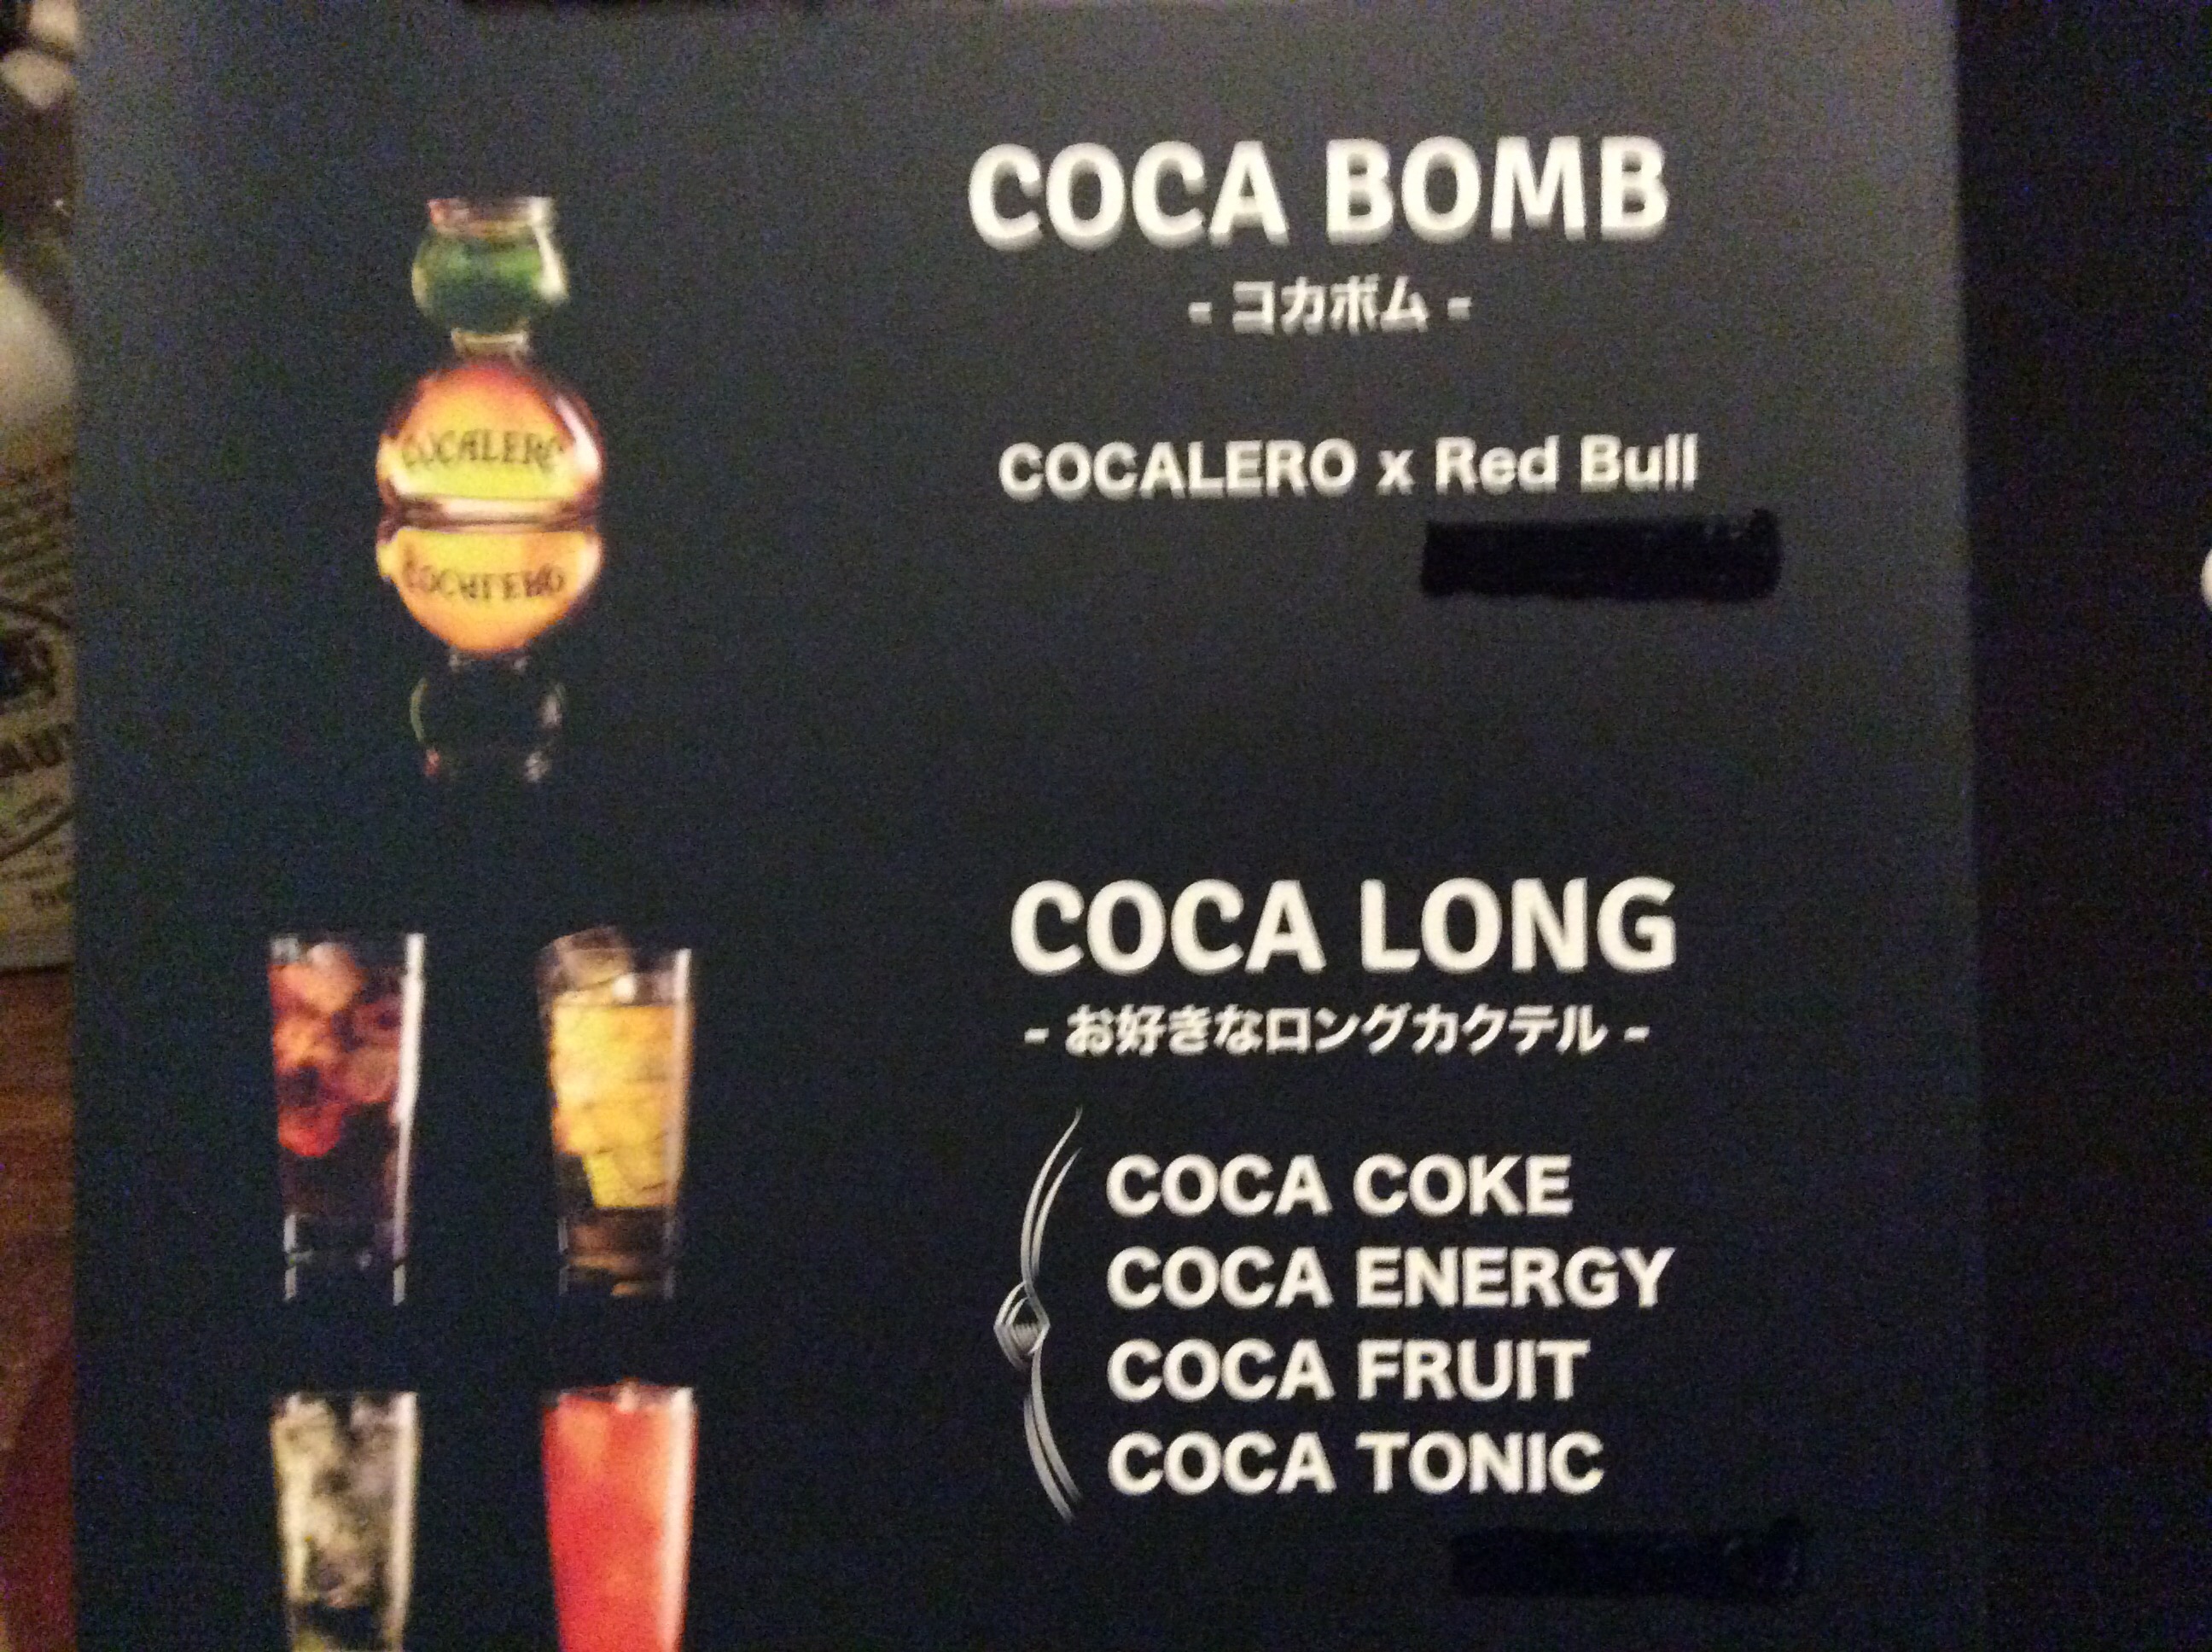 COCA BOMB
- コカボム -
COCALERO
COCALERO x Red Bull
COCA LONG
- お好きなロングカクテル -
COCA COKE
COCA ENERGY
COCA FRUIT
COCA TONIC